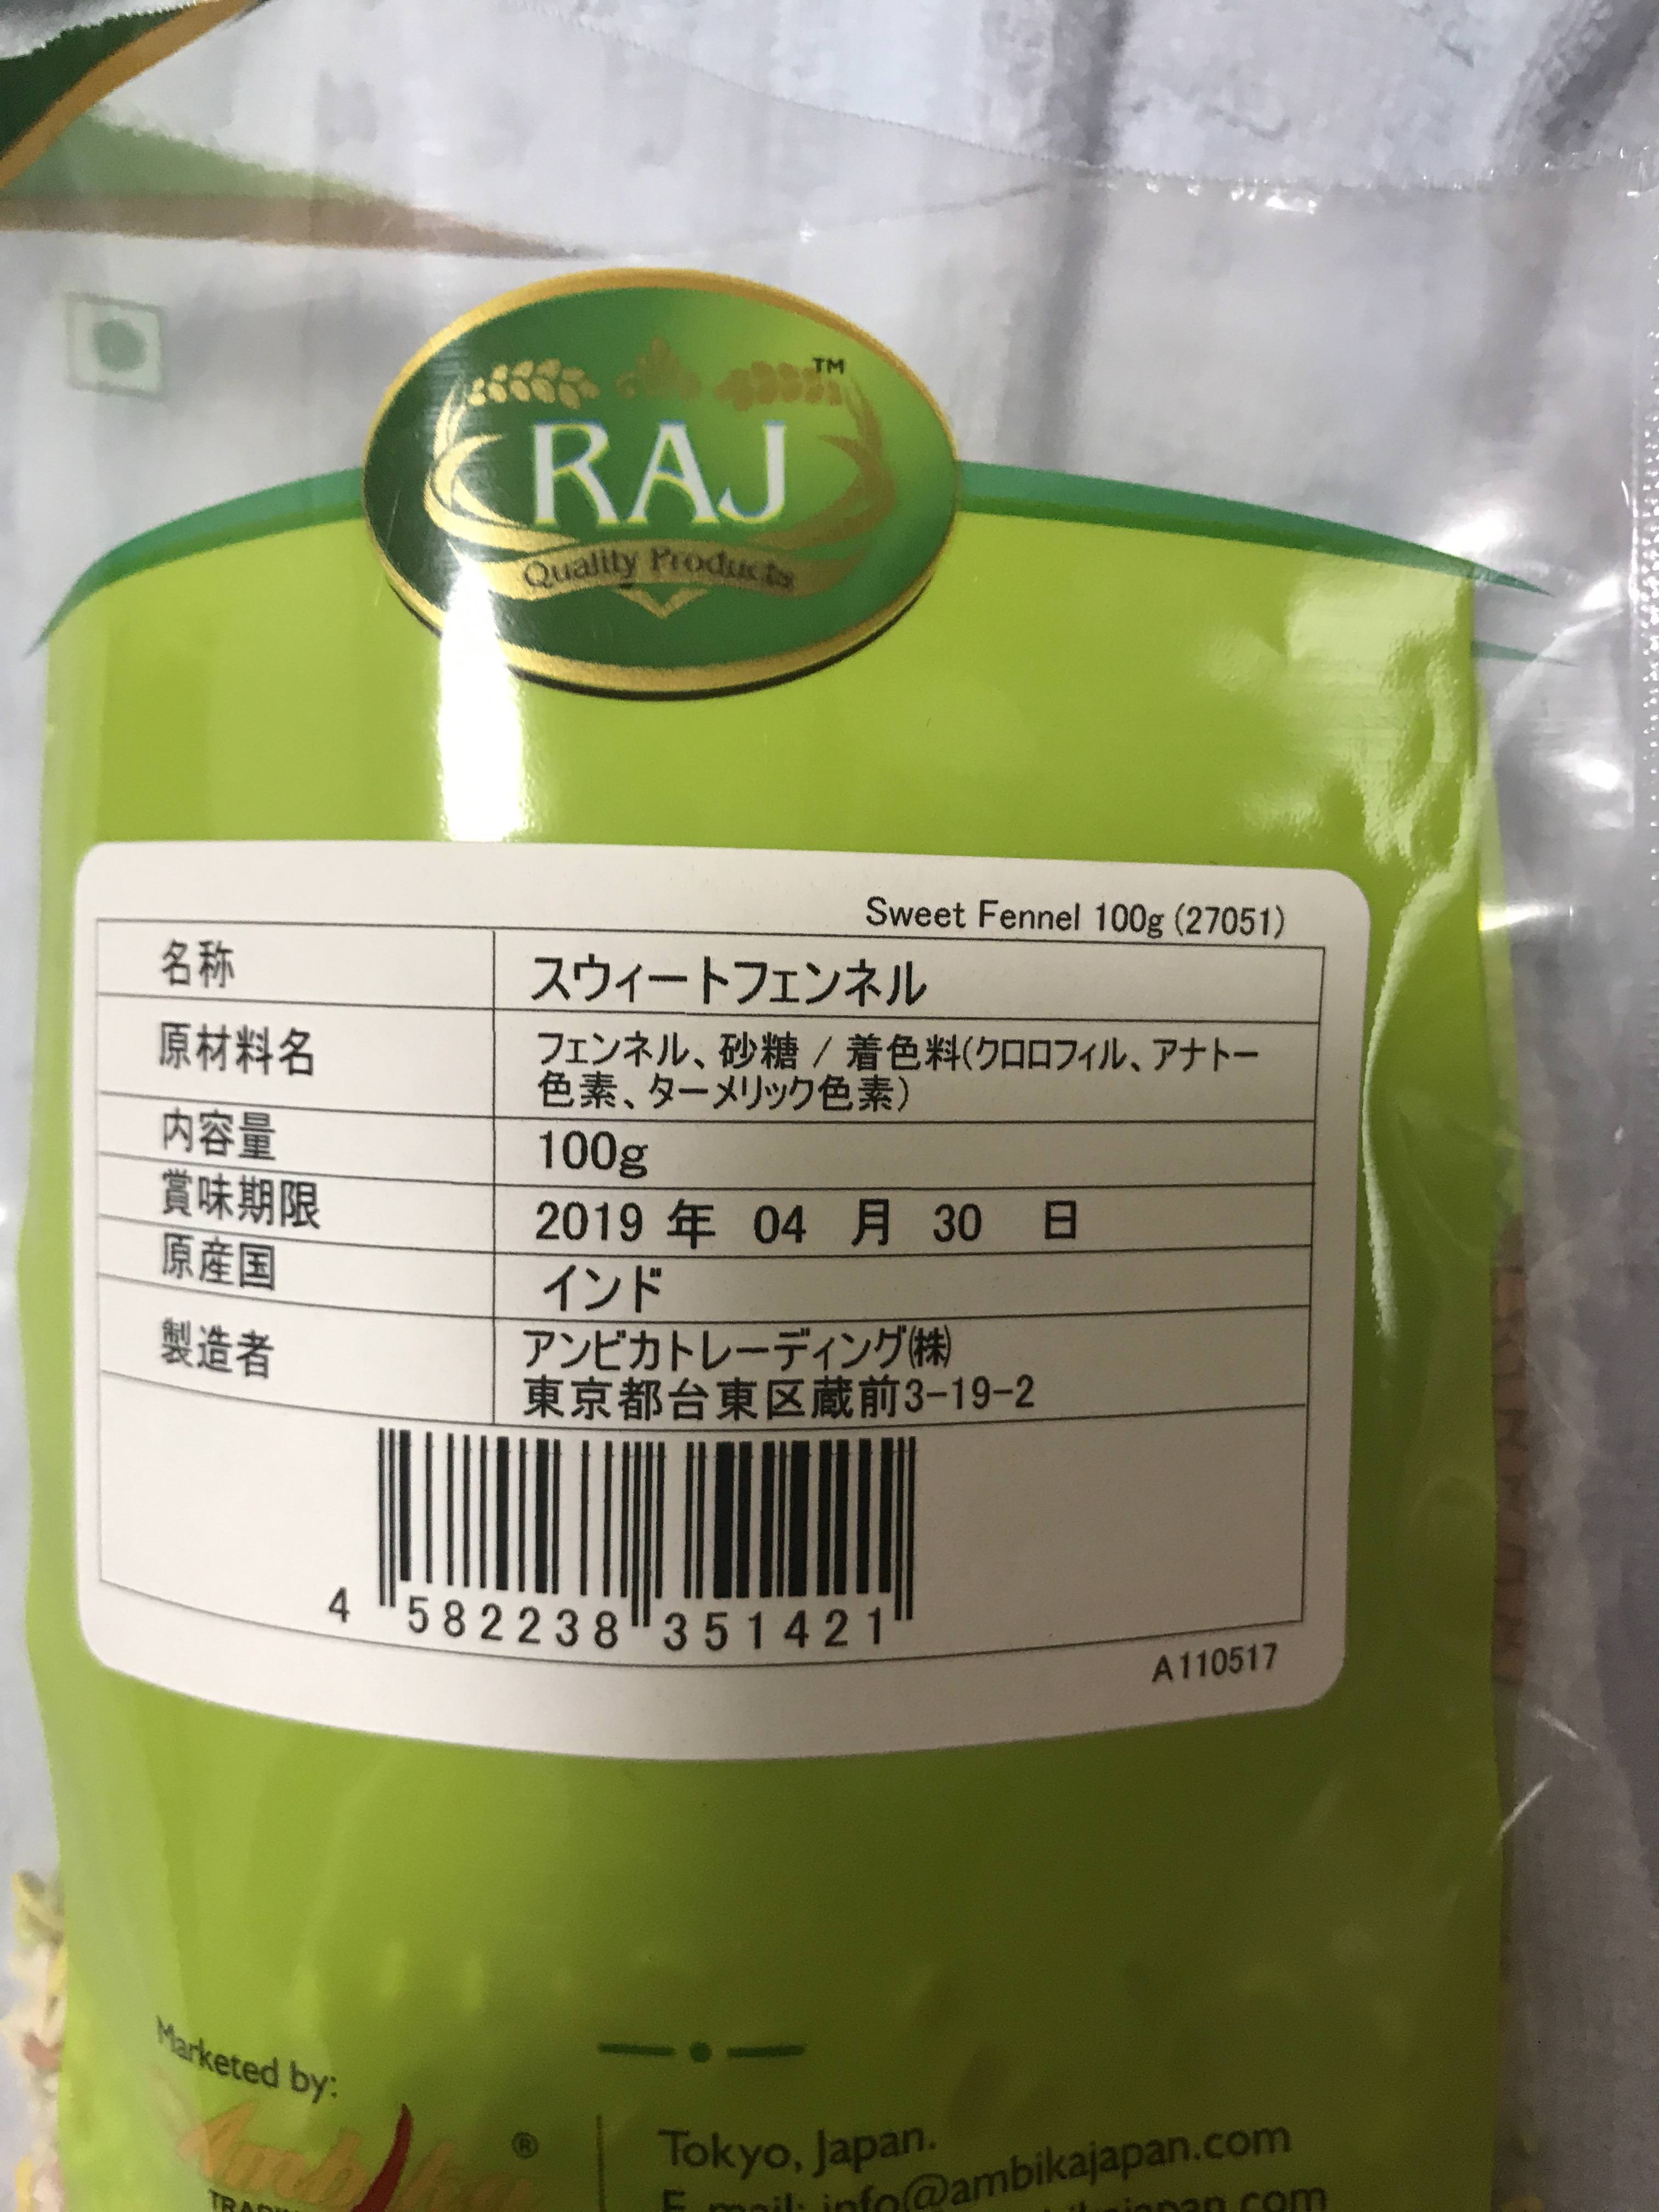 TM
RAJ
Quality Products
Sweet Fennel 100g (27051)
名称 スウィートフェンネル
原材料名 フェンネル、砂糖 / 着色料(クロロフィル、アナトー
色素、ターメリック色素)
内容量 100g
賞味期限 2019 年 04 月 30 日
原産国 インド
製造者 アンビカトレーディング㈱
東京都台東区蔵前3-19-2
4 582238 351421
A110517
Marketed by:
Ambika ®
Tokyo, Japan.
E-mail: info@ambikajapan.com